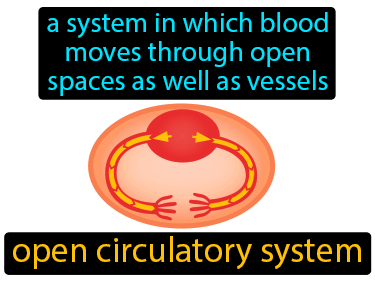 a system in which blood
moves through open
spaces as well as vessels
open circulatory system